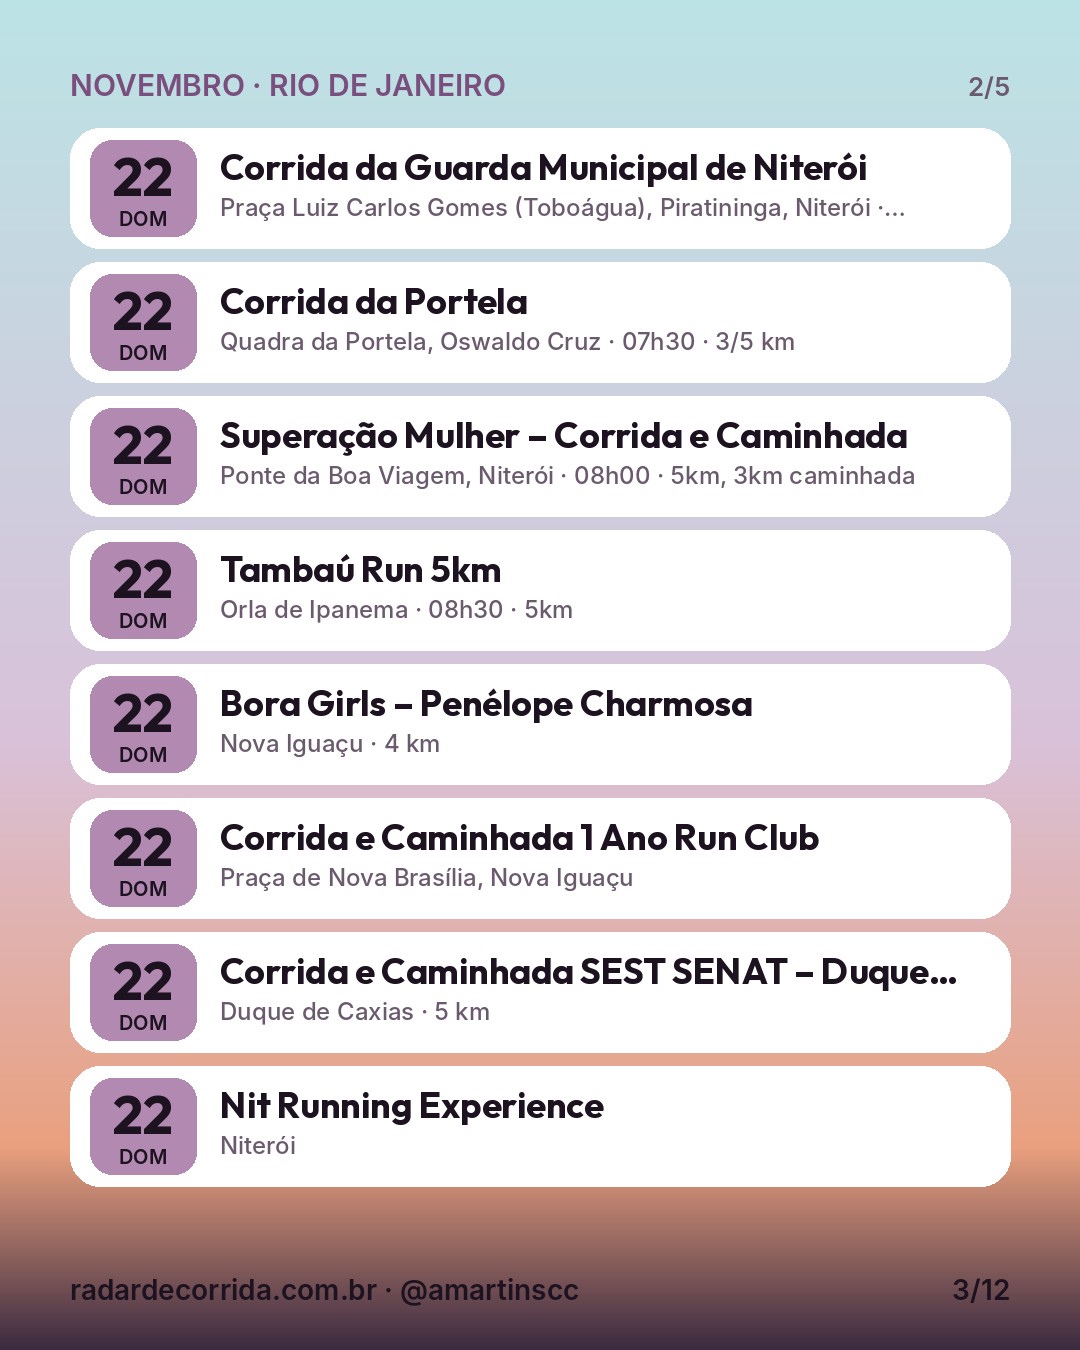 NOVEMBRO · RIO DE JANEIRO
2/5
22
DOM
Corrida da Guarda Municipal de Niterói
Praça Luiz Carlos Gomes (Toboágua), Piratininga, Niterói ·...
22
DOM
Corrida da Portela
Quadra da Portela, Oswaldo Cruz · 07h30 · 3/5 km
22
DOM
Superação Mulher – Corrida e Caminhada
Ponte da Boa Viagem, Niterói · 08h00 · 5km, 3km caminhada
22
DOM
Tambaú Run 5km
Orla de Ipanema · 08h30 · 5km
22
DOM
Bora Girls – Penélope Charmosa
Nova Iguaçu · 4 km
22
DOM
Corrida e Caminhada 1 Ano Run Club
Praça de Nova Brasília, Nova Iguaçu
22
DOM
Corrida e Caminhada SEST SENAT – Duque...
Duque de Caxias · 5 km
22
DOM
Nit Running Experience
Niterói
radardecorrida.com.br · @amartinscc
3/12